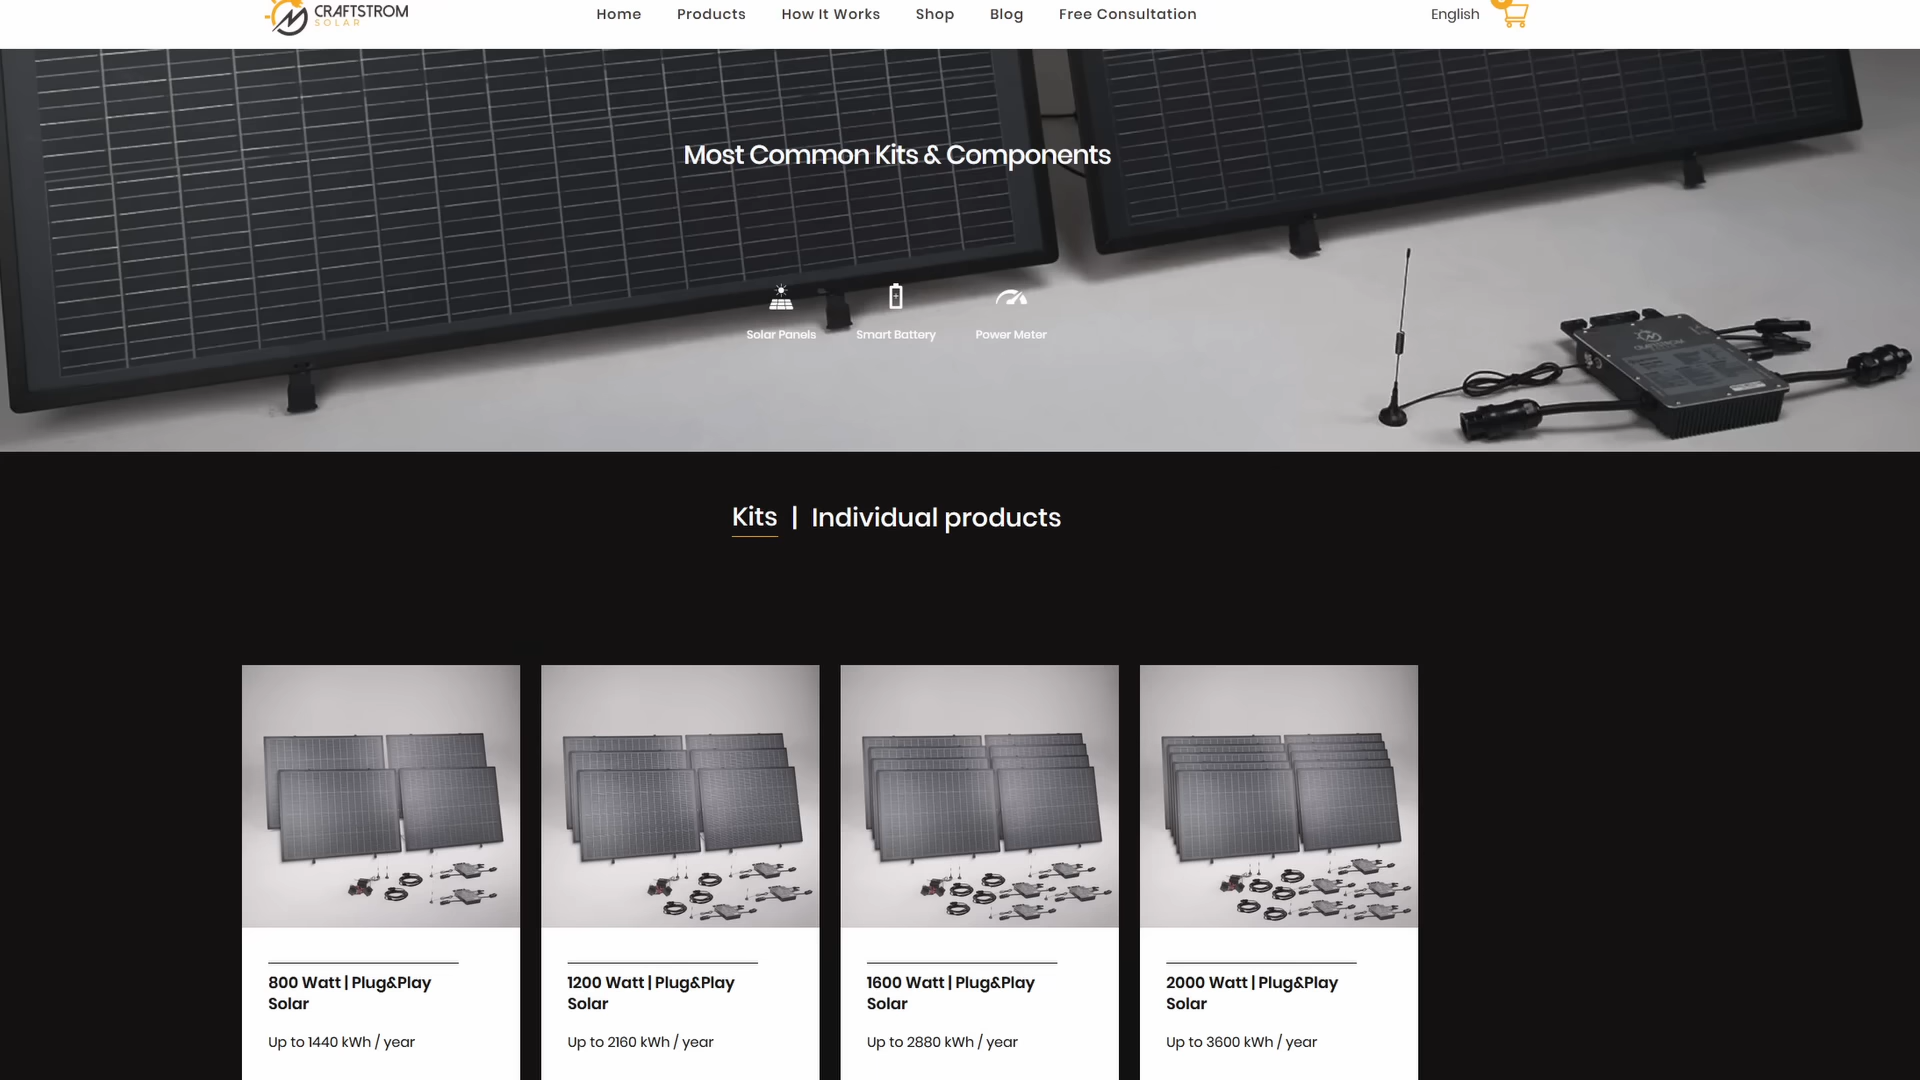 CRAFTSTROM
SOLAR
Home
Products
How It Works
Shop
Blog
Free Consultation
English
Most Common Kits & Components
Solar Panels
Smart Battery
Power Meter
Kits | Individual products
800 Watt | Plug&Play
Solar
Up to 1440 kWh / year
1200 Watt | Plug&Play
Solar
Up to 2160 kWh / year
1600 Watt | Plug&Play
Solar
Up to 2880 kWh / year
2000 Watt | Plug&Play
Solar
Up to 3600 kWh / year